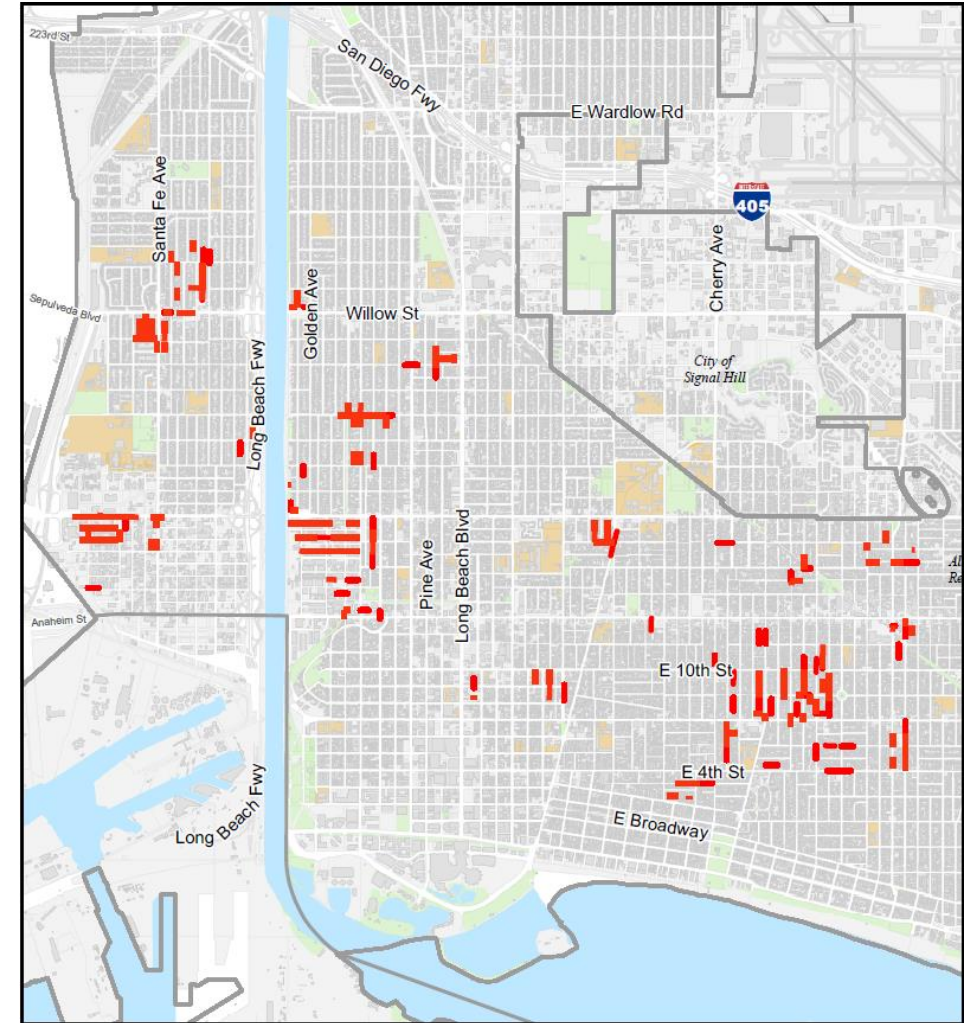 223rd St
San Diego Fwy
E Wardlow Rd
405
Santa Fe Ave
Cherry Ave
Golden Ave
Sepulveda Blvd
Willow St
City of
Signal Hill
Long Beach Fwy
Pine Ave
Long Beach Blvd
Anaheim St
E 10th St
E 4th St
E Broadway
Long Beach Fwy